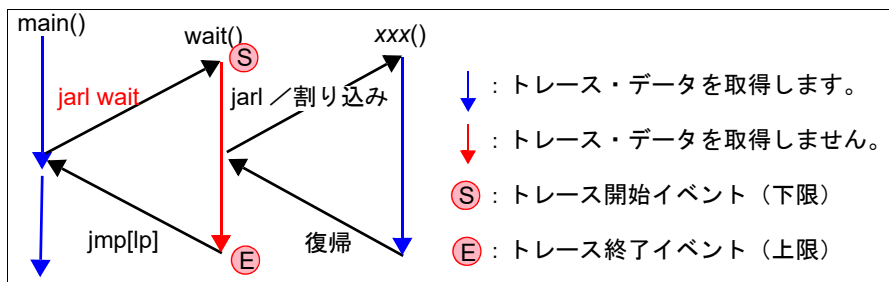 main()
wait()
xxx()
S
jarl wait
jarl ／割り込み
jmp[lp]
復帰
E
：トレース・データを取得します。
：トレース・データを取得しません。
S：トレース開始イベント（下限）
E：トレース終了イベント（上限）